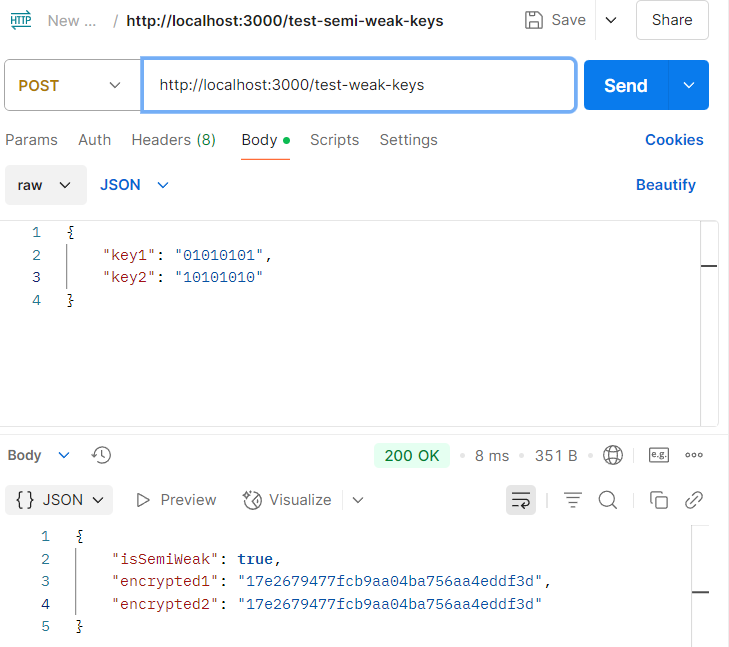 HTTP New ... / http://localhost:3000/test-semi-weak-keys Save Share
POST http://localhost:3000/test-weak-keys Send
Params Auth Headers (8) Body Scripts Settings Cookies
raw JSON Beautify
1 {
2 "key1": "01010101",
3 "key2": "10101010"
4 }
Body 200 OK 8 ms 351 B e.g.
{} JSON Preview Visualize
1 {
2 "isSemiWeak": true,
3 "encrypted1": "17e2679477fcb9aa04ba756aa4eddf3d",
4 "encrypted2": "17e2679477fcb9aa04ba756aa4eddf3d"
5 }